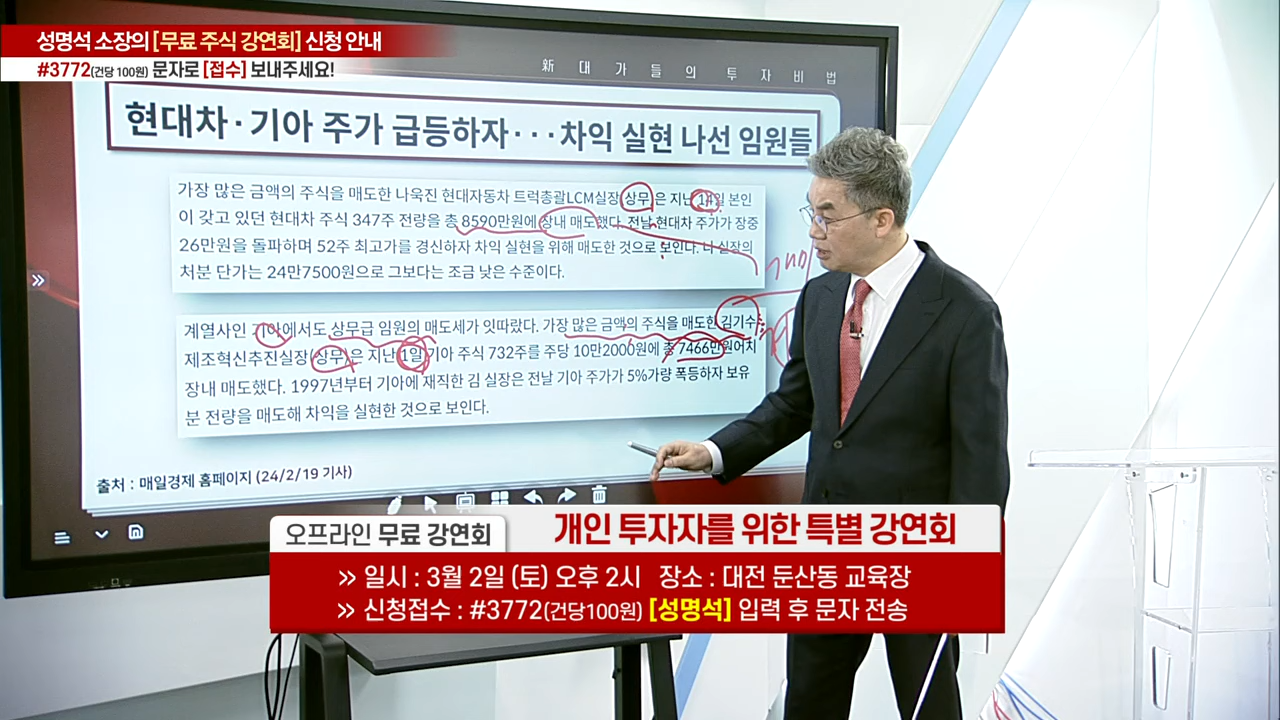 성명석 소장의 [무료 주식 강연회] 신청 안내
#3772(건당 100원) 문자로 [접수] 보내주세요!
新 대 가 들 의 투 자 비 법
현대차·기아 주가 급등하자···차익 실현 나선 임원들
가장 많은 금액의 주식을 매도한 나욱진 현대자동차 트럭총괄LCM실장(상무)은 지난 14일 본인
이 갖고 있던 현대차 주식 347주 전량을 총 8590만원에 장내 매도했다. 전날 현대차 주가가 장중
26만원을 돌파하며 52주 최고가를 경신하자 차익 실현을 위해 매도한 것으로 보인다. 나 실장의
처분 단가는 24만7500원으로 그보다는 조금 낮은 수준이다.
계열사인 기아에서도 상무급 임원의 매도세가 잇따랐다. 가장 많은 금액의 주식을 매도한 김기수
제조혁신추진실장(상무)은 지난 1일 기아 주식 732주를 주당 10만2000원에 총 7466만원어치
장내 매도했다. 1997년부터 기아에 재직한 김 실장은 전날 기아 주가가 5%가량 폭등하자 보유
분 전량을 매도해 차익을 실현한 것으로 보인다.
출처 : 매일경제 홈페이지 (24/2/19 기사)
오프라인 무료 강연회
개인 투자자를 위한 특별 강연회
» 일시 : 3월 2일 (토) 오후 2시 장소 : 대전 둔산동 교육장
» 신청접수 : #3772(건당100원) [성명석] 입력 후 문자 전송